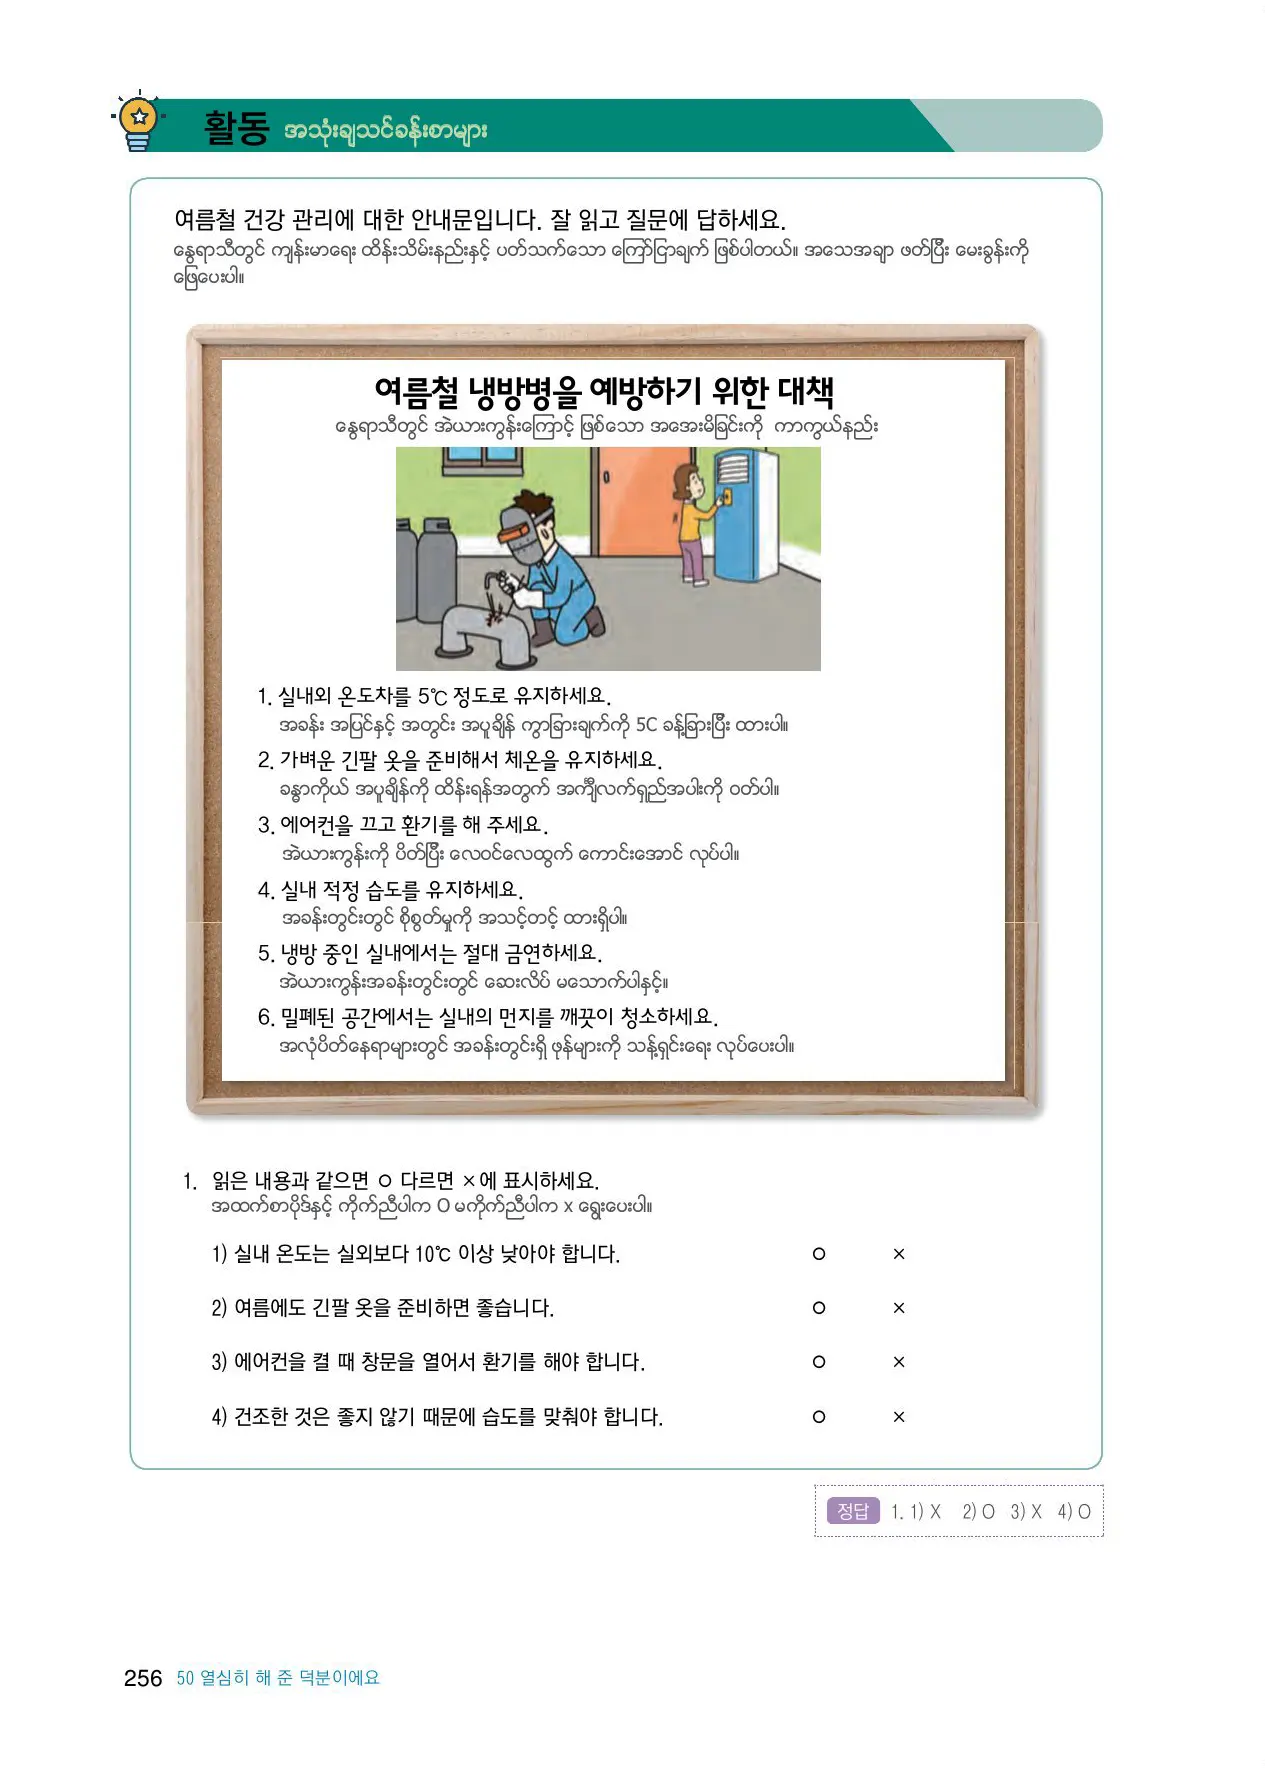 활동 အသုံးချသင်ခန်းစာများ
여름철 건강 관리에 대한 안내문입니다. 잘 읽고 질문에 답하세요.
နွေရာသီတွင် ကျန်းမာရေး ထိန်းသိမ်းနည်းနှင့် ပတ်သက်သော ကြော်ငြာချက် ဖြစ်ပါတယ်။ အသေအချာ ဖတ်ပြီး မေးခွန်းကို
ဖြေပေးပါ။
여름철 냉방병을 예방하기 위한 대책
နွေရာသီတွင် အဲယားကွန်းကြောင့် ဖြစ်သော အအေးမိခြင်းကို ကာကွယ်နည်း
1. 실내외 온도차를 5℃ 정도로 유지하세요.
အခန်း အပြင်နှင့် အတွင်း အပူချိန် ကွာခြားချက်ကို 5C ခန့်ခြားပြီး ထားပါ။
2. 가벼운 긴팔 옷을 준비해서 체온을 유지하세요.
ခန္ဓာကိုယ် အပူချိန်ကို ထိန်းရန်အတွက် အင်္ကျီလက်ရှည်အပါးကို ဝတ်ပါ။
3. 에어컨을 끄고 환기를 해 주세요.
အဲယားကွန်းကို ပိတ်ပြီး လေဝင်လေထွက် ကောင်းအောင် လုပ်ပါ။
4. 실내 적정 습도를 유지하세요.
အခန်းတွင်းတွင် စိုစွတ်မှုကို အသင့်တင့် ထားရှိပါ။
5. 냉방 중인 실내에서는 절대 금연하세요.
အဲယားကွန်းအခန်းတွင်းတွင် ဆေးလိပ် မသောက်ပါနှင့်။
6. 밀폐된 공간에서는 실내의 먼지를 깨끗이 청소하세요.
အလုံပိတ်နေရာများတွင် အခန်းတွင်းရှိ ဖုန်များကို သန့်ရှင်းရေး လုပ်ပေးပါ။
1. 읽은 내용과 같으면 ㅇ 다르면 ×에 표시하세요.
အထက်စာပိုဒ်နှင့် ကိုက်ညီပါက O မကိုက်ညီပါက x ရွေးပေးပါ။
1) 실내 온도는 실외보다 10℃ 이상 낮아야 합니다. ㅇ ×
2) 여름에도 긴팔 옷을 준비하면 좋습니다. ㅇ ×
3) 에어컨을 켤 때 창문을 열어서 환기를 해야 합니다. ㅇ ×
4) 건조한 것은 좋지 않기 때문에 습도를 맞춰야 합니다. ㅇ ×
정답 1. 1) X 2) O 3) X 4) O
256 50 열심히 해 준 덕분이에요